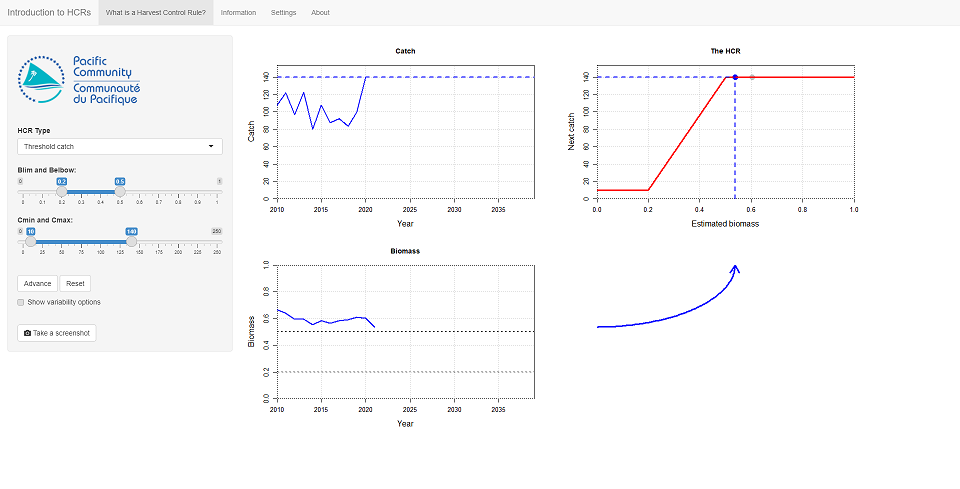 Introduction to HCRs What is a Harvest Control Rule? Information Settings About
Pacific
Community
Communauté
du Pacifique
HCR Type
Threshold catch
Blim and Belbow:
0 0.2 0.5 1
0 0.1 0.2 0.3 0.4 0.5 0.6 0.7 0.8 0.9 1
Cmin and Cmax:
0 10 140 250
0 25 50 75 100 125 150 175 200 225 250
Advance Reset
Show variability options
Take a screenshot
Catch
Catch
0 20 40 60 80 100 120 140
2010 2015 2020 2025 2030 2035
Year
The HCR
Next catch
0 20 40 60 80 100 120 140
0.0 0.2 0.4 0.6 0.8 1.0
Estimated biomass
Biomass
Biomass
0.0 0.2 0.4 0.6 0.8 1.0
2010 2015 2020 2025 2030 2035
Year